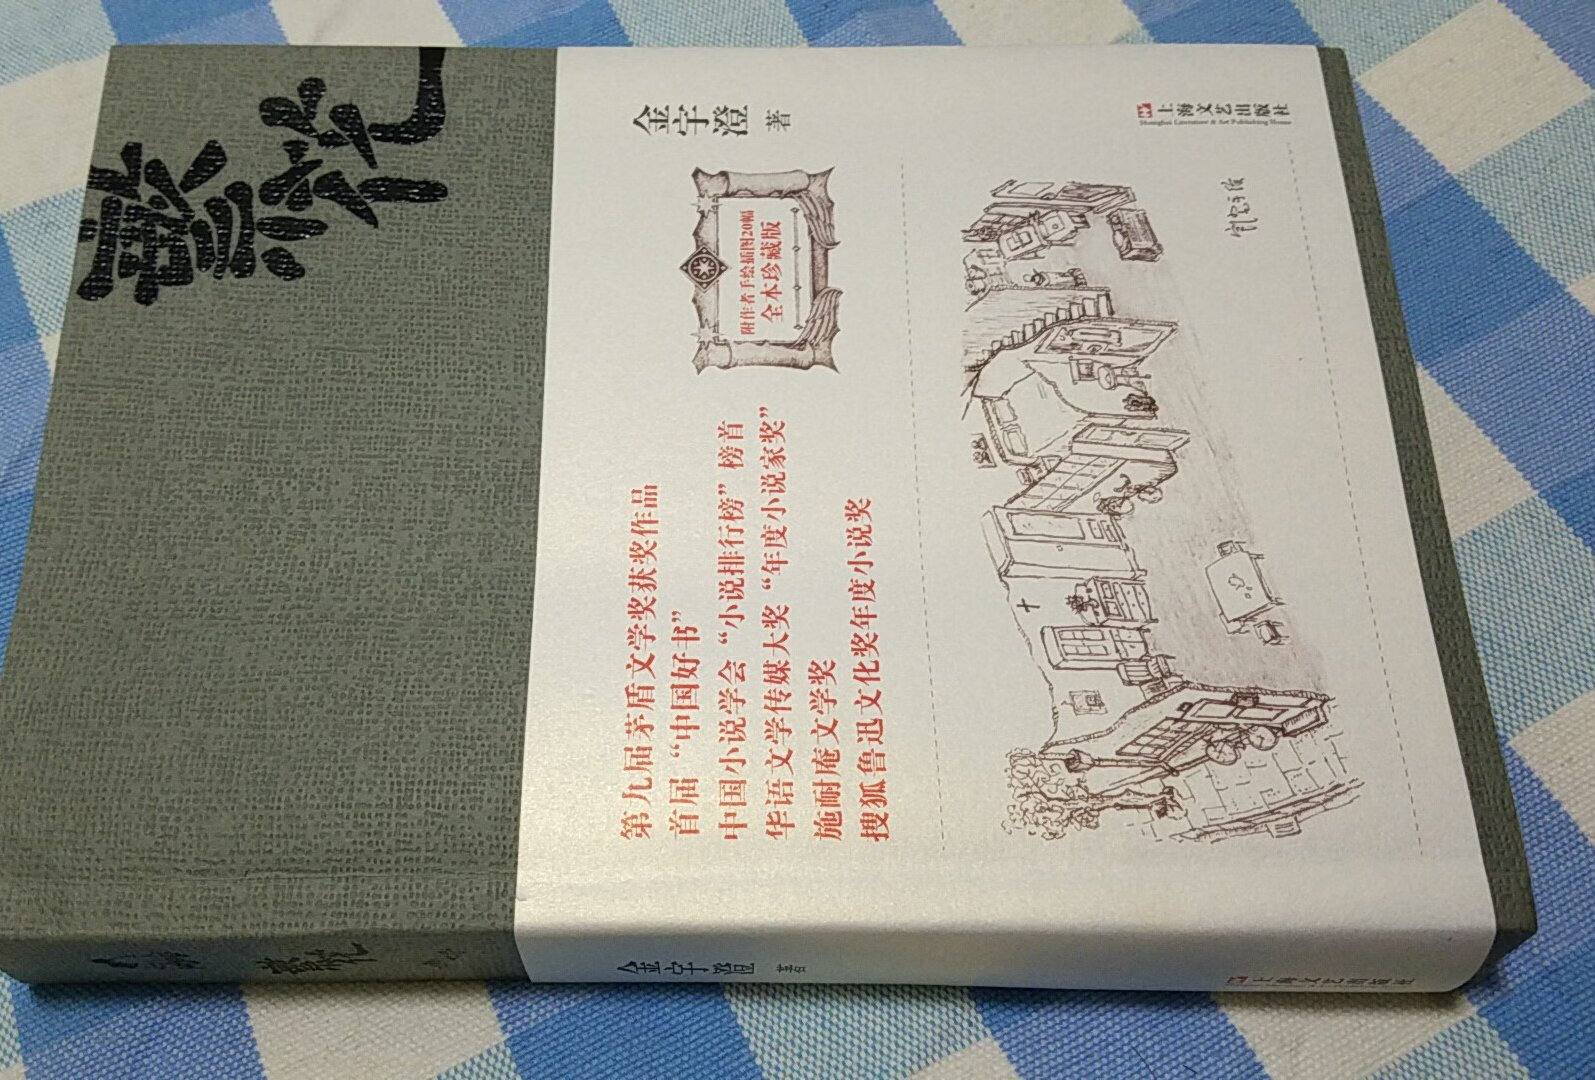 繁花
金宇澄 著
附作者手绘插图20幅
全本珍藏版
第九届茅盾文学奖获奖作品
首届“中国好书”
中国小说学会“小说排行榜”榜首
华语文学传媒大奖“年度小说家奖”
施耐庵文学奖
搜狐鲁迅文化奖年度小说奖
上海文艺出版社
Shanghai Literature & Art Publishing House
繁花
金宇澄 著
上海文艺出版社